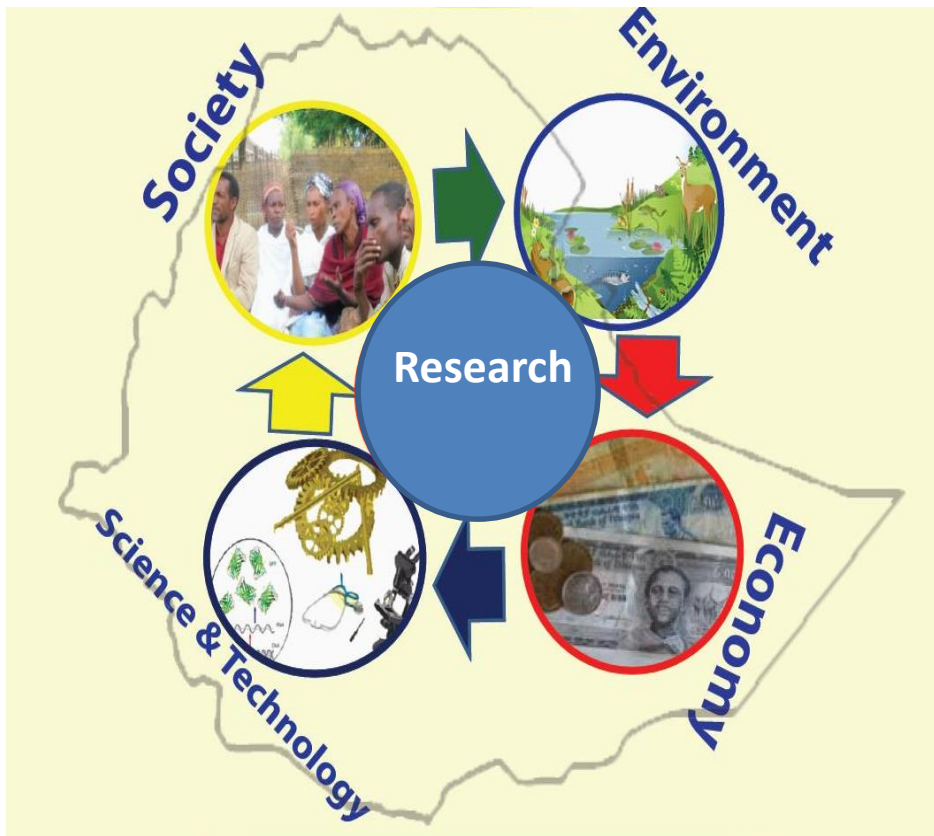 Society
Environment
Research
Science & Technology
Economy